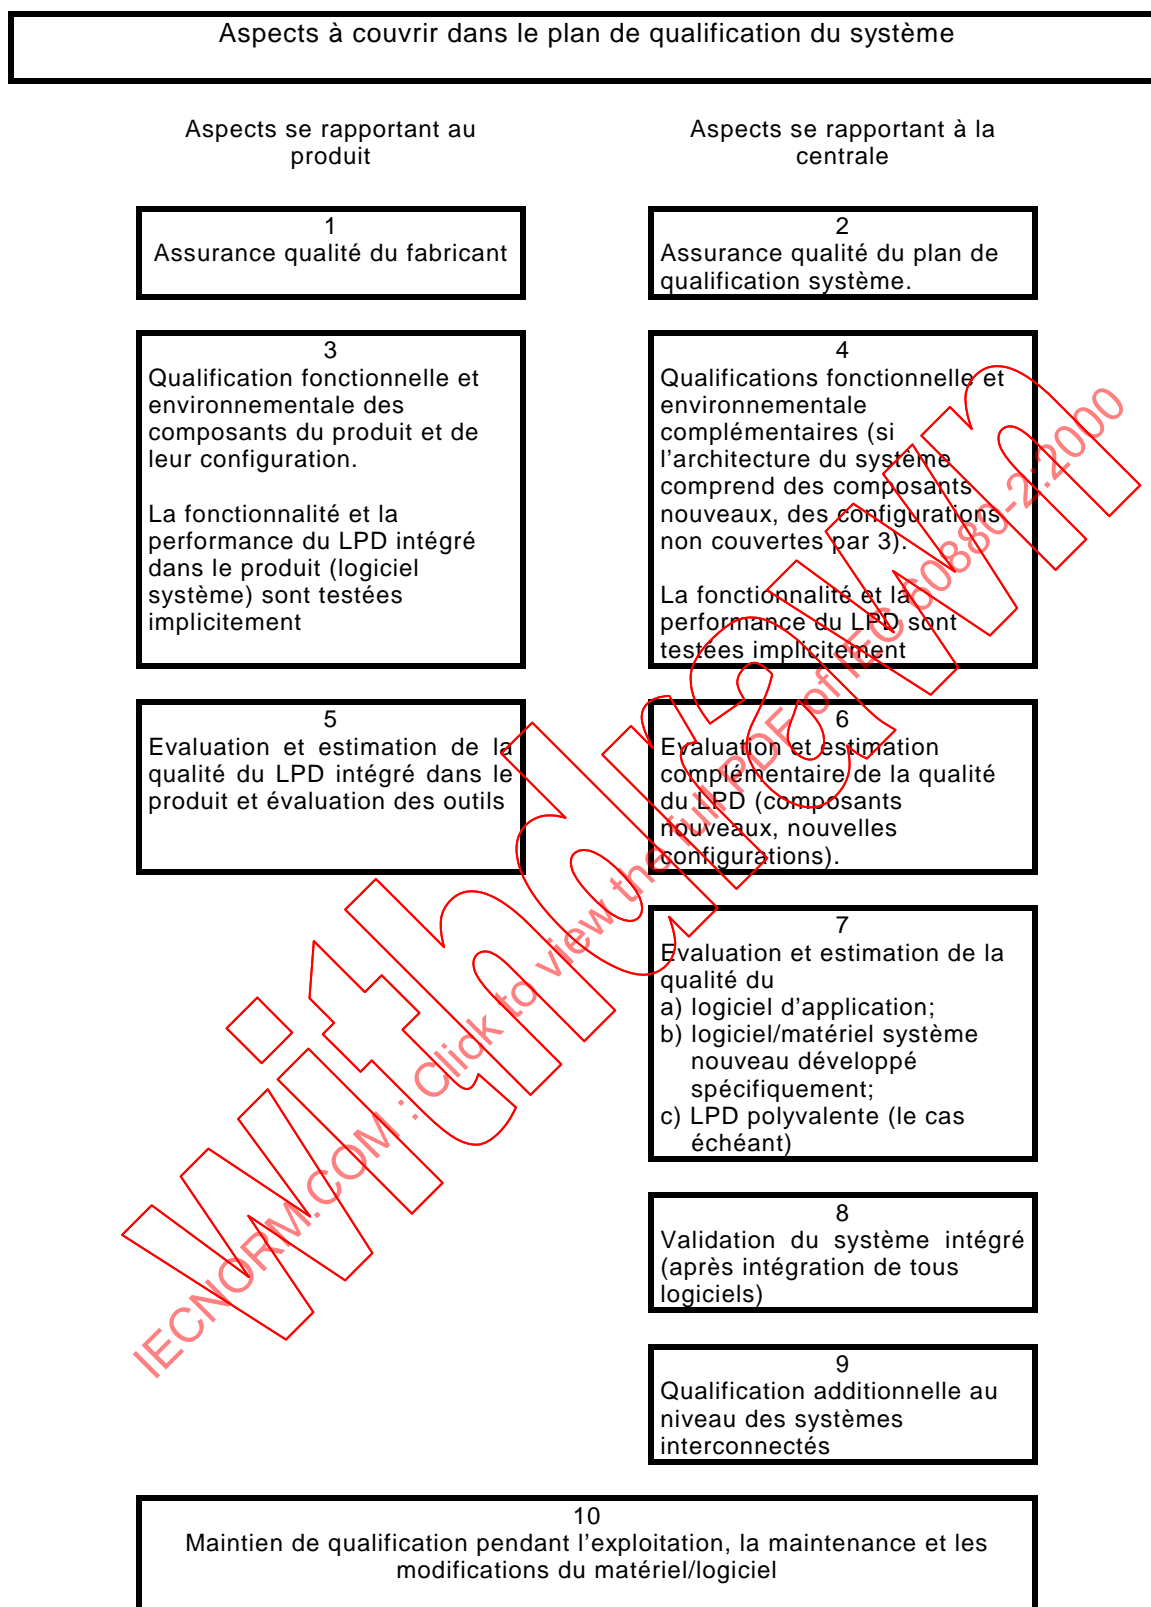 Aspects à couvrir dans le plan de qualification du système
Aspects se rapportant au
produit
Aspects se rapportant à la
centrale
1
Assurance qualité du fabricant
2
Assurance qualité du plan de
qualification système.
3
Qualification fonctionnelle et
environnementale des
composants du produit et de
leur configuration.
La fonctionnalité et la
performance du LPD intégré
dans le produit (logiciel
système) sont testées
implicitement
4
Qualifications fonctionnelle et
environnementale
complémentaires (si
l'architecture du système
comprend des composants
nouveaux, des configurations
non couvertes par 3).
La fonctionnalité et la
performance du LPD sont
testées implicitement
5
Evaluation et estimation de la
qualité du LPD intégré dans le
produit et évaluation des outils
6
Evaluation et estimation
complémentaire de la qualité
du LPD (composants
nouveaux, nouvelles
configurations).
7
Evaluation et estimation de la
qualité du
a) logiciel d'application;
b) logiciel/matériel système
nouveau développé
spécifiquement;
c) LPD polyvalente (le cas
échéant)
8
Validation du système intégré
(après intégration de tous
logiciels)
9
Qualification additionnelle au
niveau des systèmes
interconnectés
10
Maintien de qualification pendant l'exploitation, la maintenance et les
modifications du matériel/logiciel
Withdrawn
IECNORM.COM : Click to view the full PDF of IEC 60880-2:2000